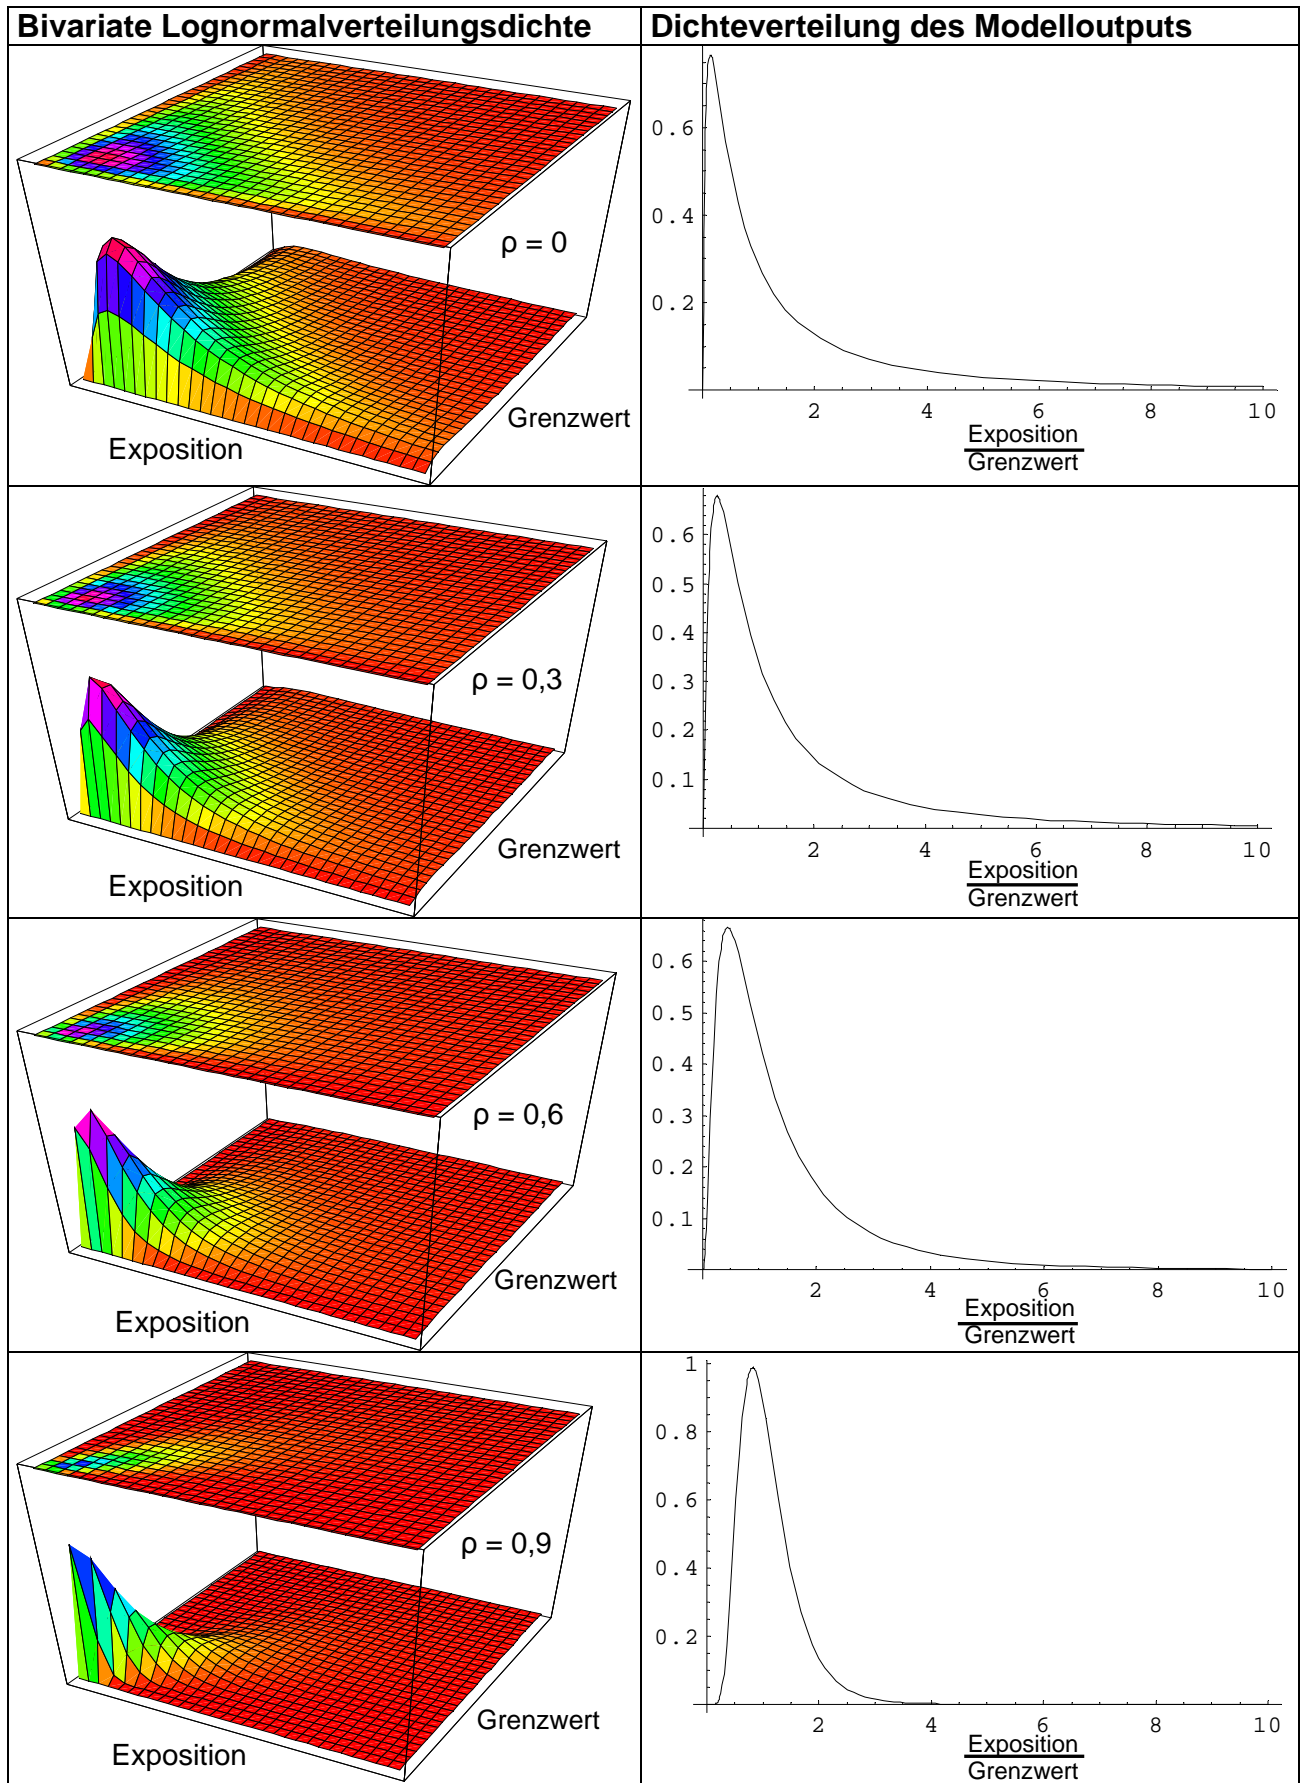 Bivariate Lognormalverteilungsdichte
Dichteverteilung des Modelloutputs
ρ = 0
Grenzwert
Exposition
0.6
0.4
0.2
2 4 6 8 10
Exposition
Grenzwert
ρ = 0,3
Grenzwert
Exposition
0.6
0.5
0.4
0.3
0.2
0.1
2 4 6 8 10
Exposition
Grenzwert
ρ = 0,6
Grenzwert
Exposition
0.6
0.5
0.4
0.3
0.2
0.1
2 4 6 8 10
Exposition
Grenzwert
ρ = 0,9
Grenzwert
Exposition
1
0.8
0.6
0.4
0.2
2 4 6 8 10
Exposition
Grenzwert